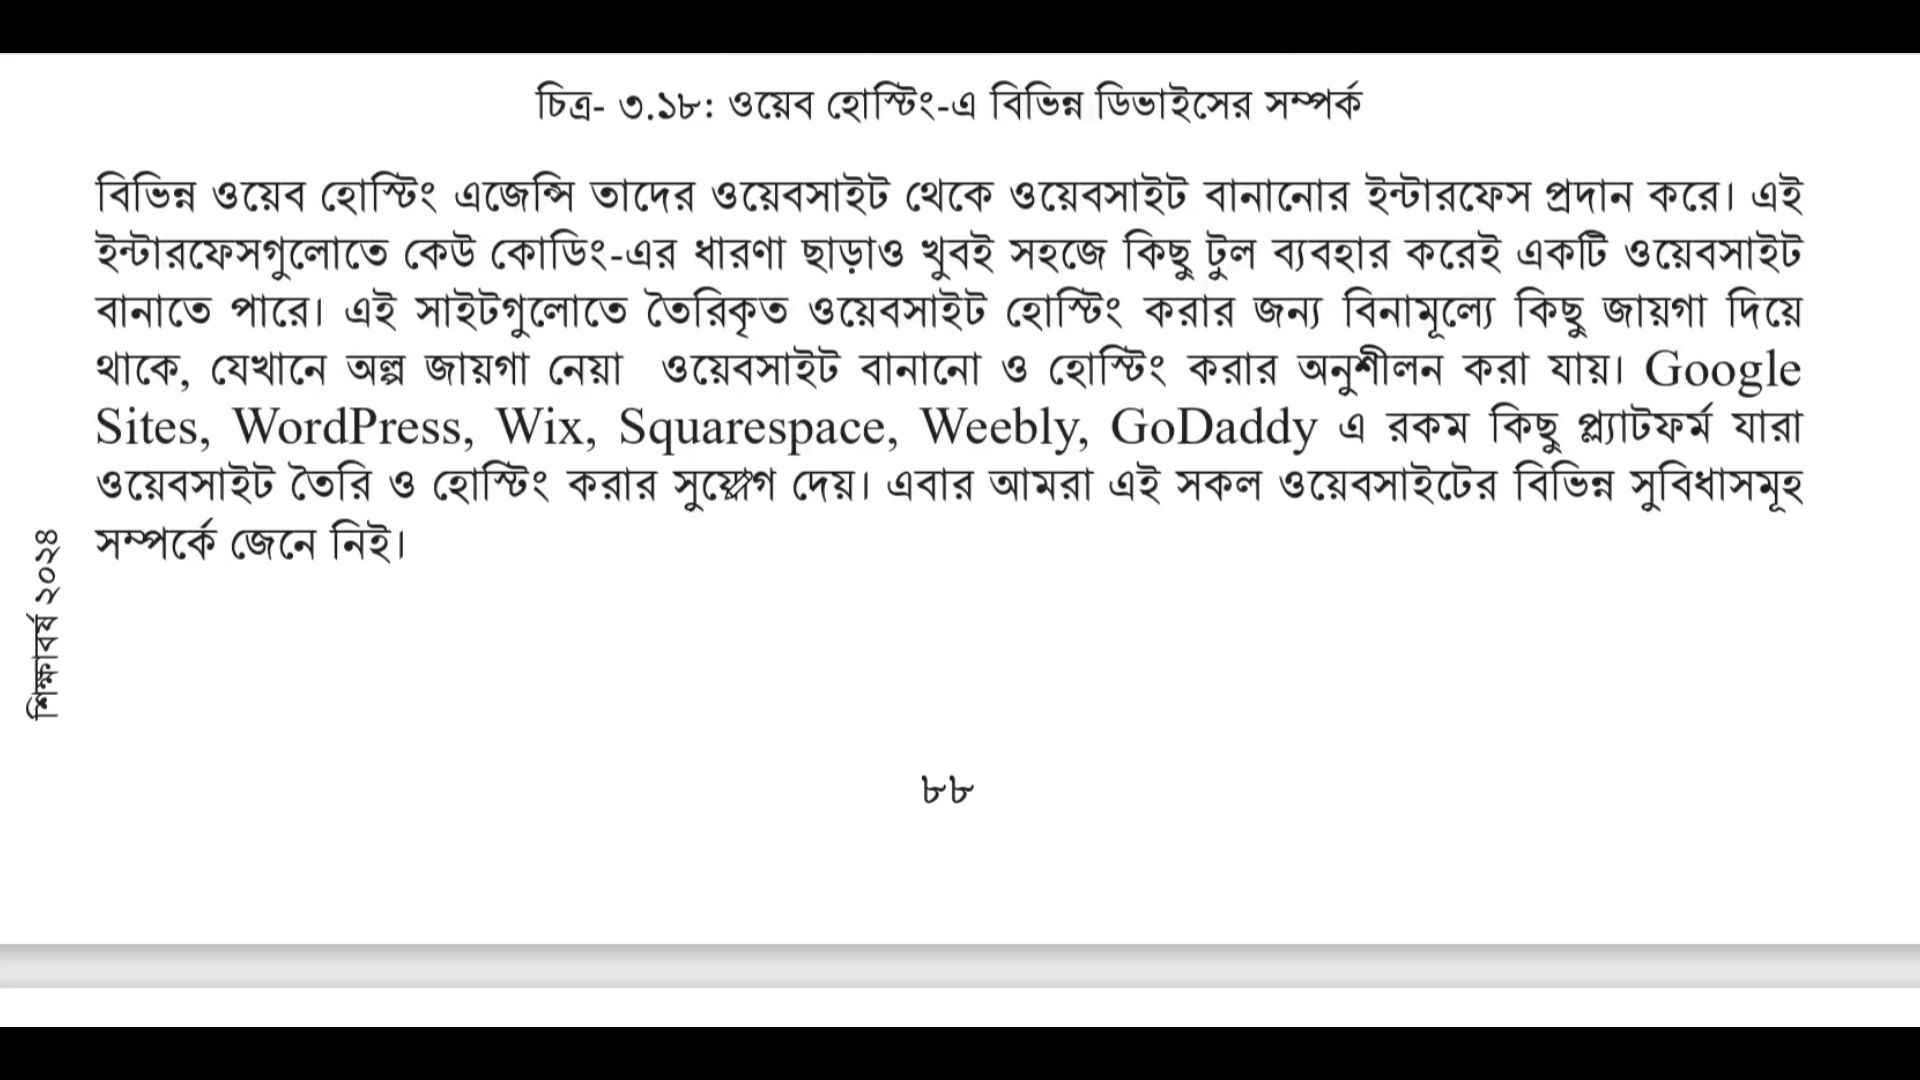 চিত্র- ৩.১৮: ওয়েব হোস্টিং-এ বিভিন্ন ডিভাইসের সম্পর্ক
বিভিন্ন ওয়েব হোস্টিং এজেন্সি তাদের ওয়েবসাইট থেকে ওয়েবসাইট বানানোর ইন্টারফেস প্রদান করে। এই
ইন্টারফেসগুলোতে কেউ কোডিং-এর ধারণা ছাড়াও খুবই সহজে কিছু টুল ব্যবহার করেই একটি ওয়েবসাইট
বানাতে পারে। এই সাইটগুলোতে তৈরিকৃত ওয়েবসাইট হোস্টিং করার জন্য বিনামূল্যে কিছু জায়গা দিয়ে
থাকে, যেখানে অল্প জায়গা নেয়া ওয়েবসাইট বানানো ও হোস্টিং করার অনুশীলন করা যায়। Google
Sites, WordPress, Wix, Squarespace, Weebly, GoDaddy এ রকম কিছু প্ল্যাটফর্ম যারা
ওয়েবসাইট তৈরি ও হোস্টিং করার সুযোগ দেয়। এবার আমরা এই সকল ওয়েবসাইটের বিভিন্ন সুবিধাসমূহ
সম্পর্কে জেনে নিই।
শিক্ষাবর্ষ ২০২৪
৮৮